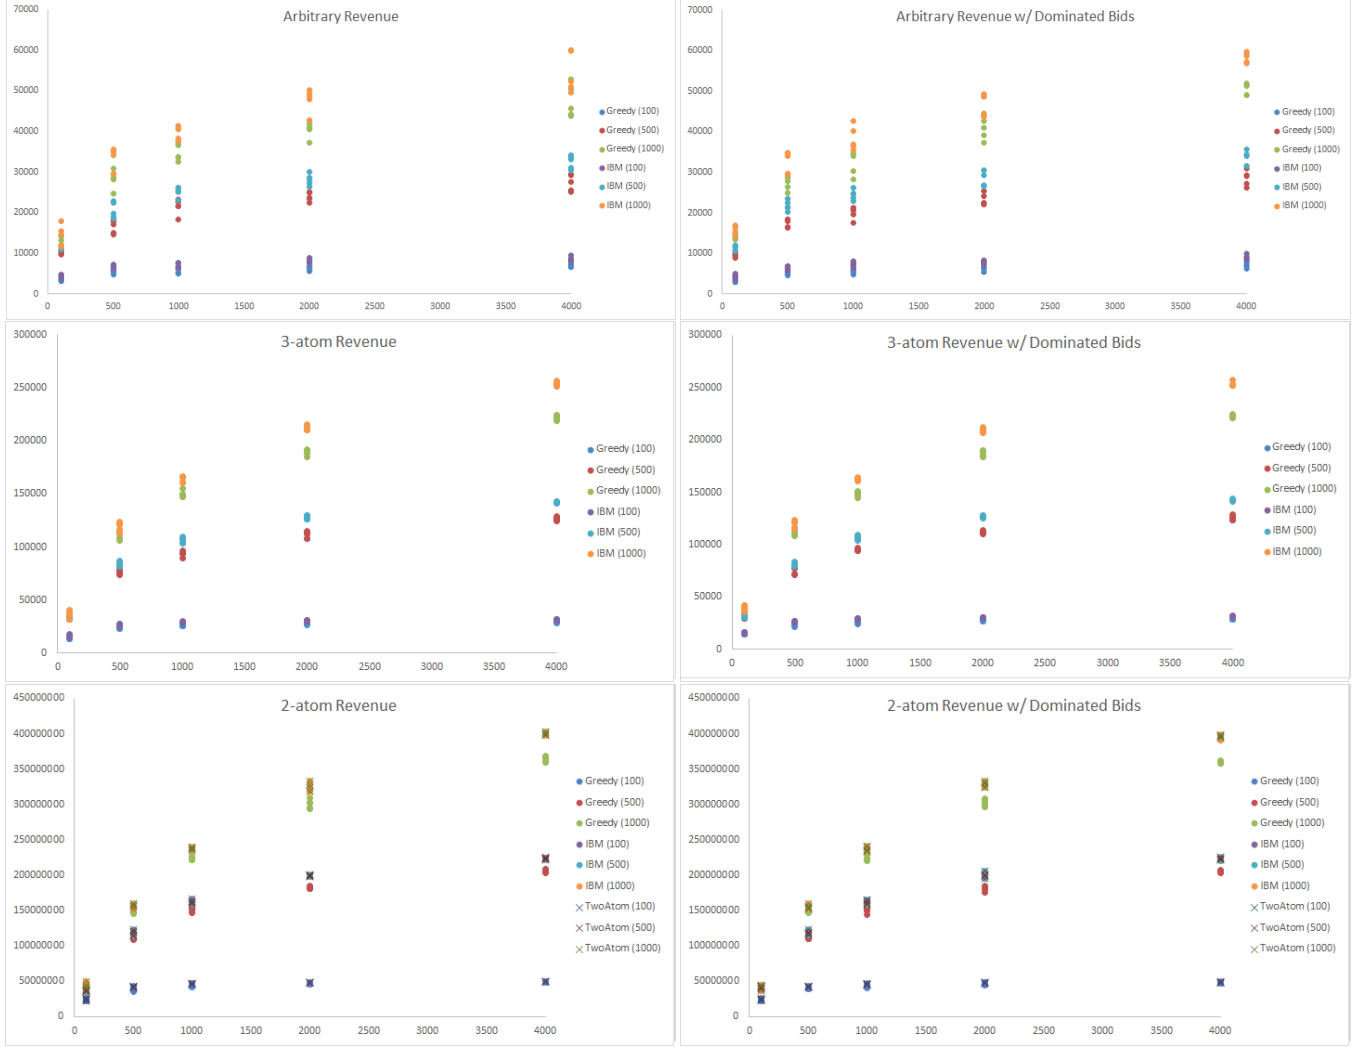 Arbitrary Revenue
70000
60000
50000
40000
30000
20000
10000
0
0 500 1000 2000 4000
Greedy (100)
Greedy (500)
Greedy (1000)
IBM (100)
IBM (500)
IBM (1000)
Arbitrary Revenue w/ Dominated Bids
70000
60000
50000
40000
30000
20000
10000
0
0 500 1000 2000 4000
Greedy (100)
Greedy (500)
Greedy (1000)
IBM (100)
IBM (500)
IBM (1000)
3-atom Revenue
300000
250000
200000
150000
100000
50000
0
0 500 1000 1500 2000 2500 3000 3500 4000
Greedy (100)
Greedy (500)
Greedy (1000)
IBM (100)
IBM (500)
IBM (1000)
3-atom Revenue w/ Dominated Bids
300000
250000
200000
150000
100000
50000
0
0 500 1000 1500 2000 2500 3000 3500 4000
Greedy (100)
Greedy (500)
Greedy (1000)
IBM (100)
IBM (500)
IBM (1000)
2-atom Revenue
450000000
400000000
350000000
300000000
250000000
200000000
150000000
100000000
50000000
0
0 500 1000 1500 2000 2500 3000 3500 4000
Greedy (100)
Greedy (500)
Greedy (1000)
IBM (100)
IBM (500)
IBM (1000)
TwoAtom (100)
TwoAtom (500)
TwoAtom (1000)
2-atom Revenue w/ Dominated Bids
450000000
400000000
350000000
300000000
250000000
200000000
150000000
100000000
50000000
0
0 500 1000 1500 2000 2500 3000 3500 4000
Greedy (100)
Greedy (500)
Greedy (1000)
IBM (100)
IBM (500)
IBM (1000)
TwoAtom (100)
TwoAtom (500)
TwoAtom (1000)